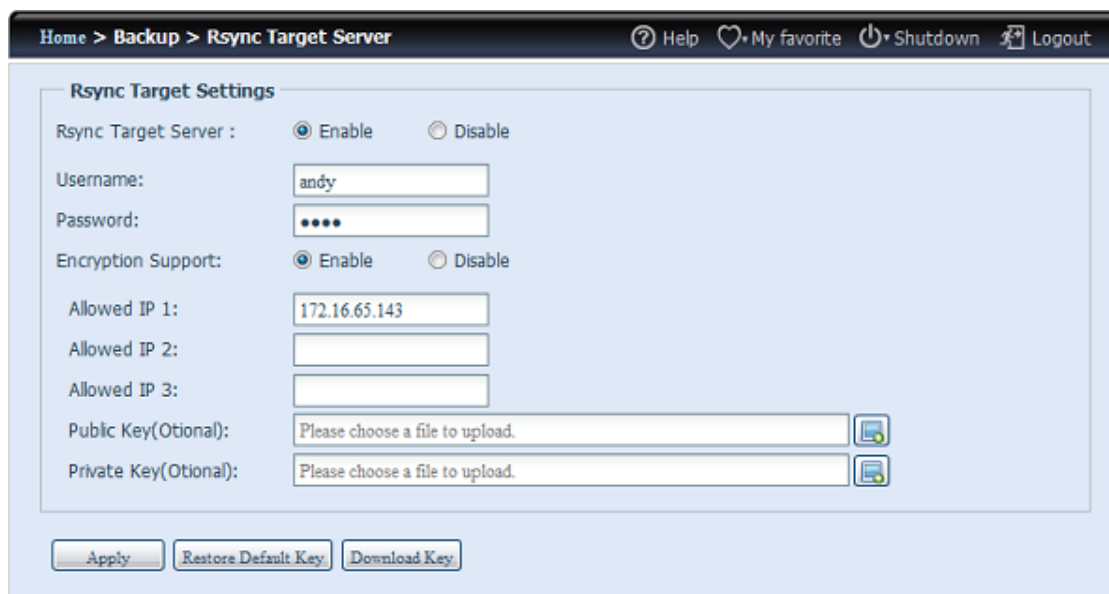 Home > Backup > Rsync Target Server Help My favorite Shutdown Logout
Rsync Target Settings
Rsync Target Server : Enable Disable
Username: andy
Password: ••••
Encryption Support: Enable Disable
Allowed IP 1: 172.16.65.143
Allowed IP 2:
Allowed IP 3:
Public Key(Otional): Please choose a file to upload.
Private Key(Otional): Please choose a file to upload.
Apply Restore Default Key Download Key